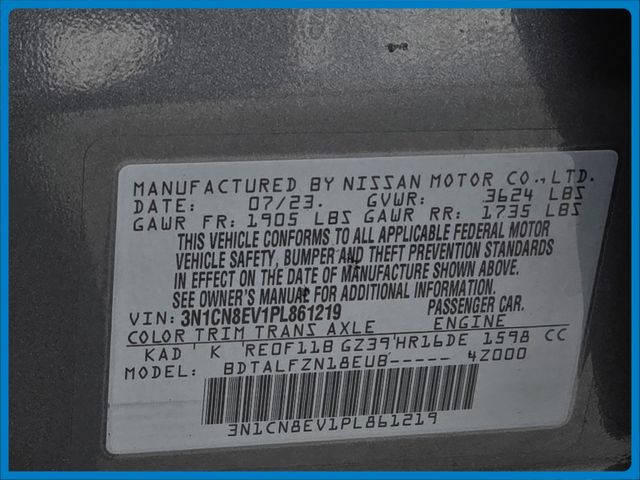 MANUFACTURED BY NISSAN MOTOR CO.,LTD.
DATE: 07/23. GVWR: 3624 LBS
GAWR FR: 1905 LBS GAWR RR: 1735 LBS
THIS VEHICLE CONFORMS TO ALL APPLICABLE FEDERAL MOTOR
VEHICLE SAFETY, BUMPER AND THEFT PREVENTION STANDARDS
IN EFFECT ON THE DATE OF MANUFACTURE SHOWN ABOVE.
SEE OWNER'S MANUAL FOR ADDITIONAL INFORMATION.
VIN: 3N1CN8EV1PL861219 PASSENGER CAR.
COLOR TRIM TRANS AXLE ENGINE
KAD K RE0F11B GZ39 HR16DE 1598 CC
MODEL: BDTALFZN18EUB----- 4Z000
3N1CN8EV1PL861219